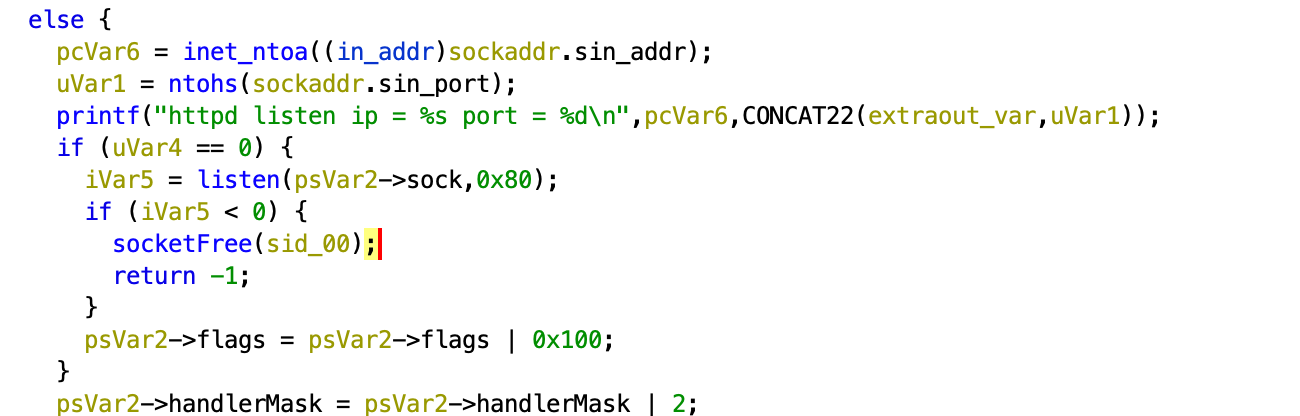 else {
pcVar6 = inet_ntoa((in_addr)sockaddr.sin_addr);
uVar1 = ntohs(sockaddr.sin_port);
printf("httpd listen ip = %s port = %d\n",pcVar6,CONCAT22(extraout_var,uVar1));
if (uVar4 == 0) {
iVar5 = listen(psVar2->sock,0x80);
if (iVar5 < 0) {
socketFree(sid_00);
return -1;
}
psVar2->flags = psVar2->flags | 0x100;
}
psVar2->handlerMask = psVar2->handlerMask | 2;